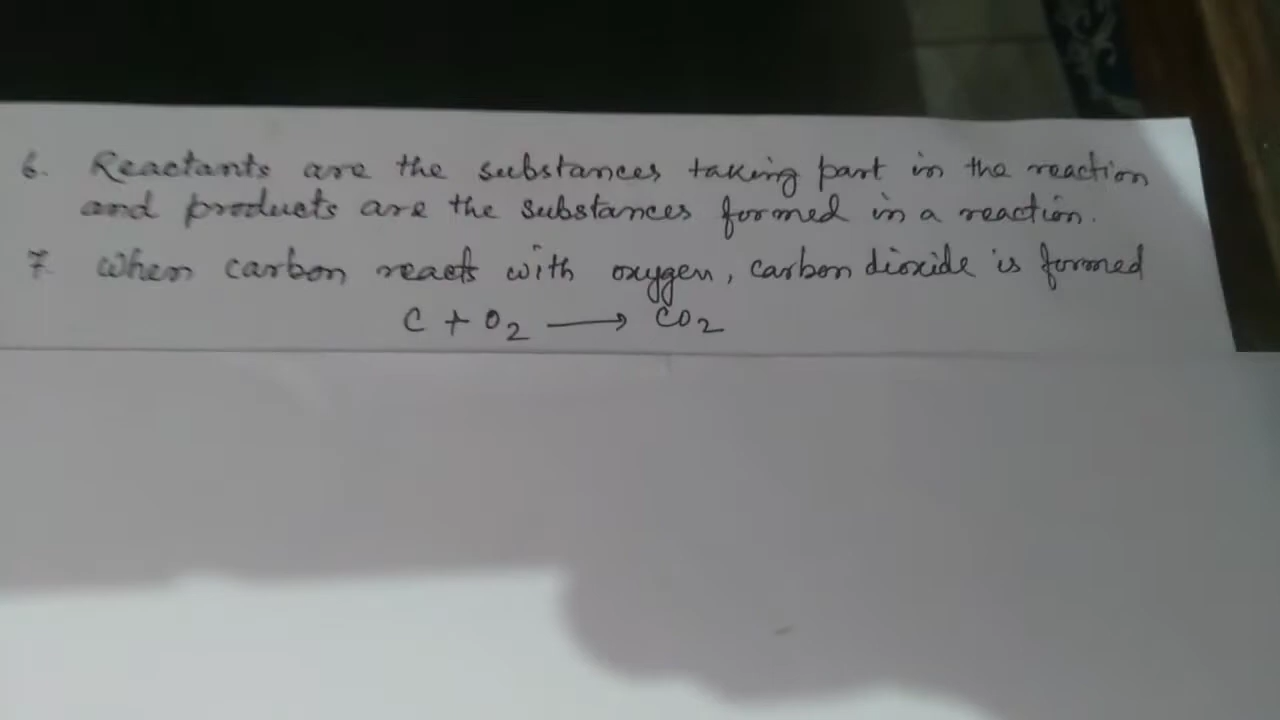 6. Reactants are the substances taking part in the reaction
and products are the substances formed in a reaction.
7. When carbon reacts with oxygen, carbon dioxide is formed
C + O₂ ⟶ CO₂